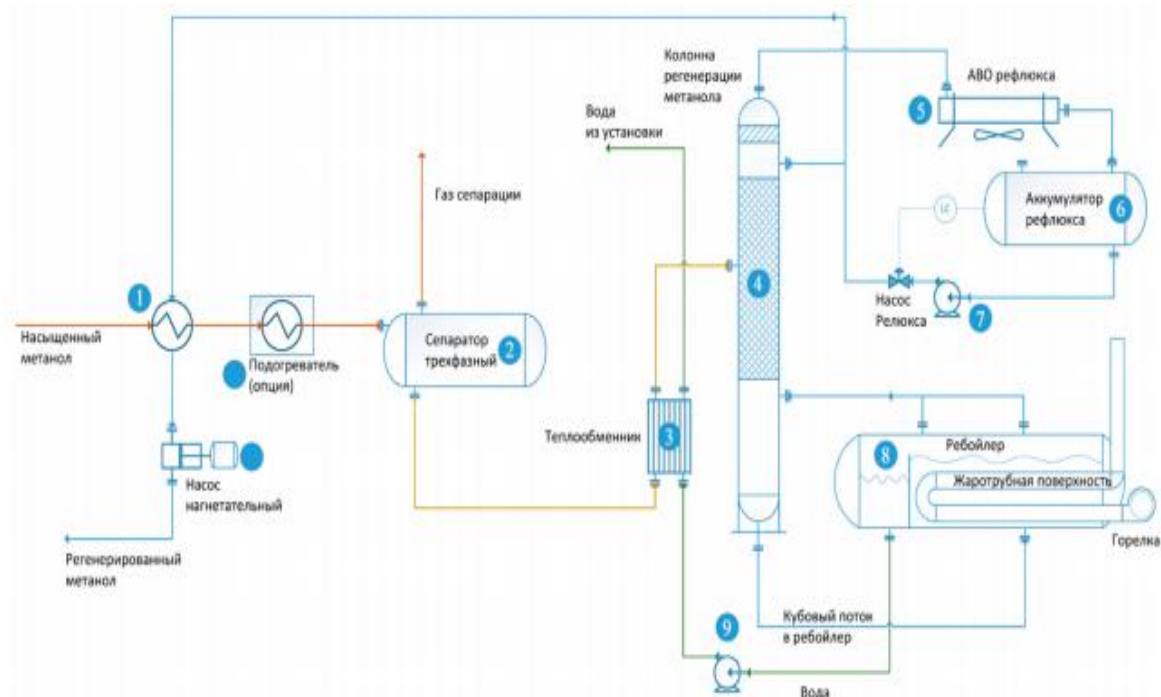 Колонна
регенерации
метанола
АВО рефлюкса
5
Вода
из установки
Газ сепарации
Аккумулятор
рефлюкса
6
LC
4
1
Насос
Релюкса
7
Насыщенный
метанол
Сепаратор
трехфазный
2
Подогреватель
(опция)
Теплообменник
3
Ребойлер
8
Жаротрубная поверхность
Насос
нагнетательный
Горелка
Регенерированный
метанол
Кубовый поток
в ребойлер
9
Вода